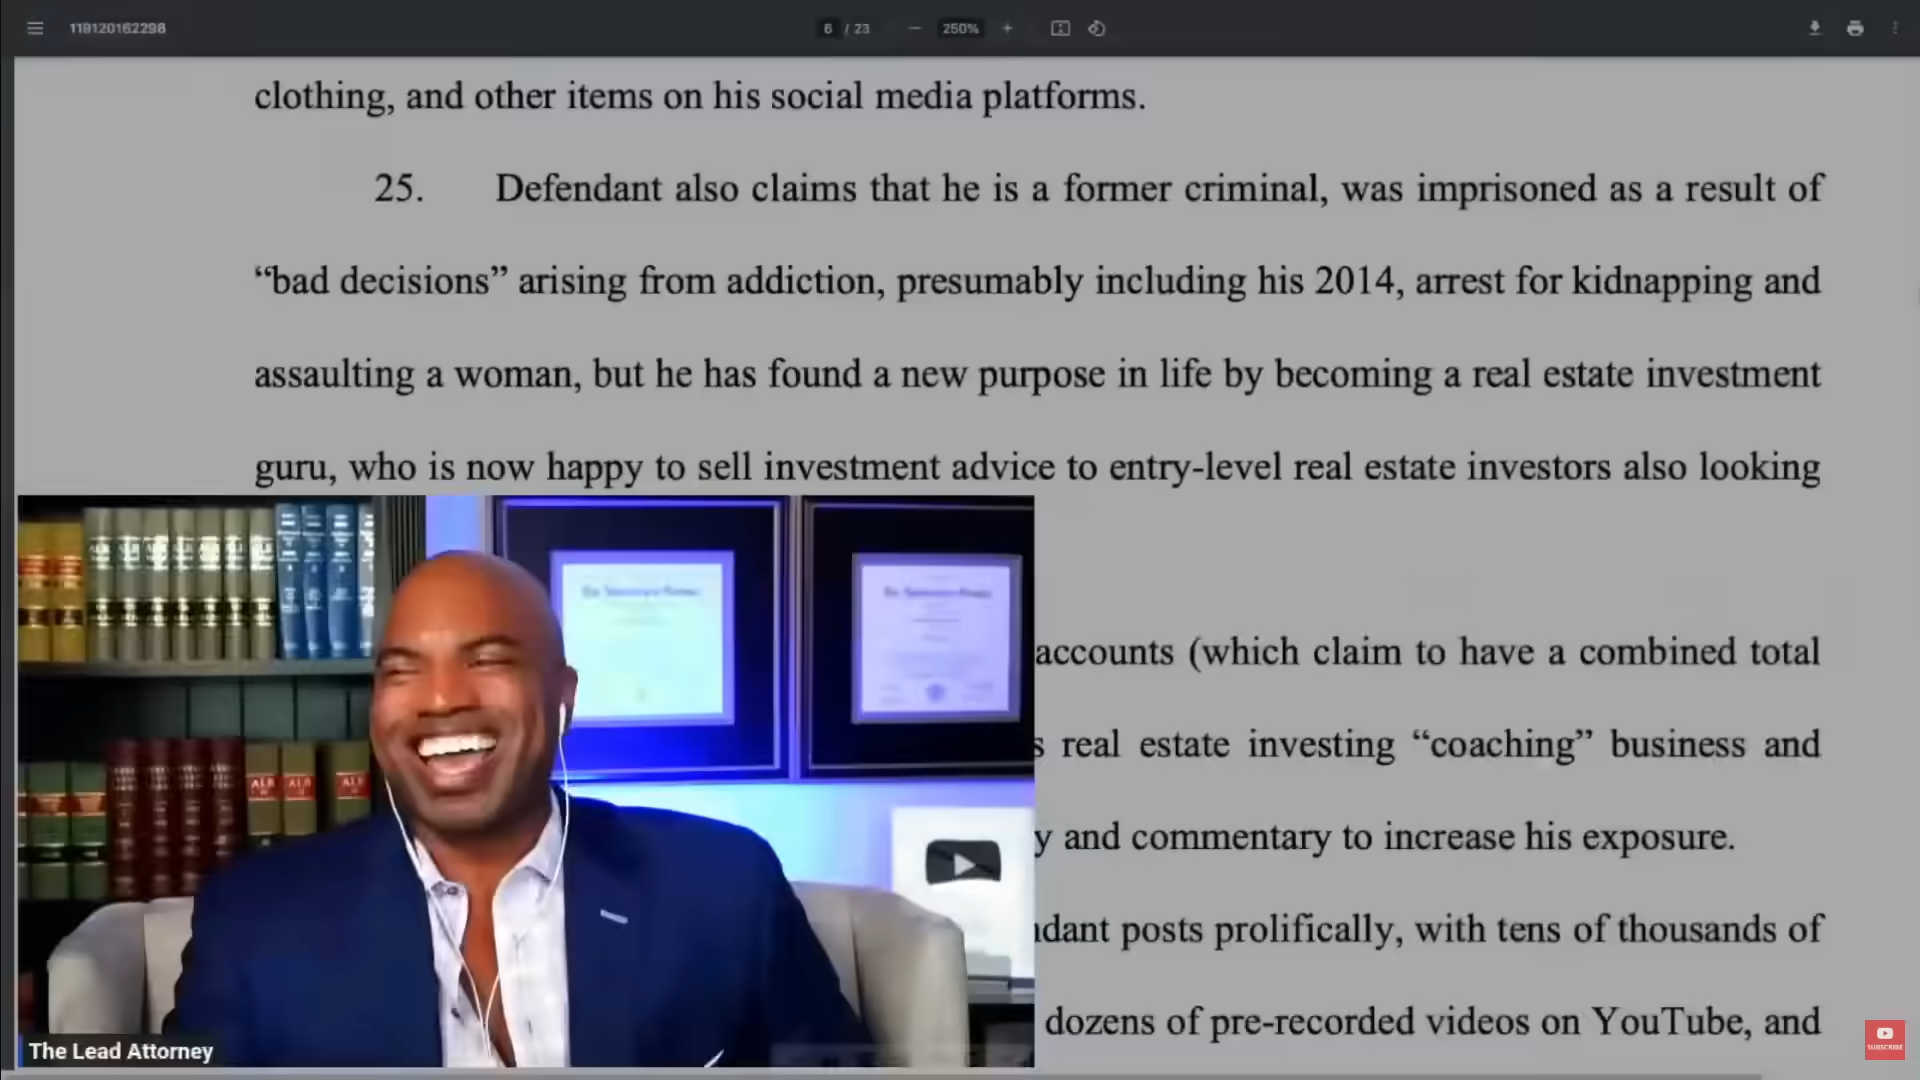 119120162298
6 / 23
250%
clothing, and other items on his social media platforms.
25. Defendant also claims that he is a former criminal, was imprisoned as a result of
“bad decisions” arising from addiction, presumably including his 2014, arrest for kidnapping and
assaulting a woman, but he has found a new purpose in life by becoming a real estate investment
guru, who is now happy to sell investment advice to entry-level real estate investors also looking
accounts (which claim to have a combined total
s real estate investing “coaching” business and
y and commentary to increase his exposure.
ndant posts prolifically, with tens of thousands of
dozens of pre-recorded videos on YouTube, and
ALR
ALR
ALR
The Lead Attorney
SUBSCRIBE